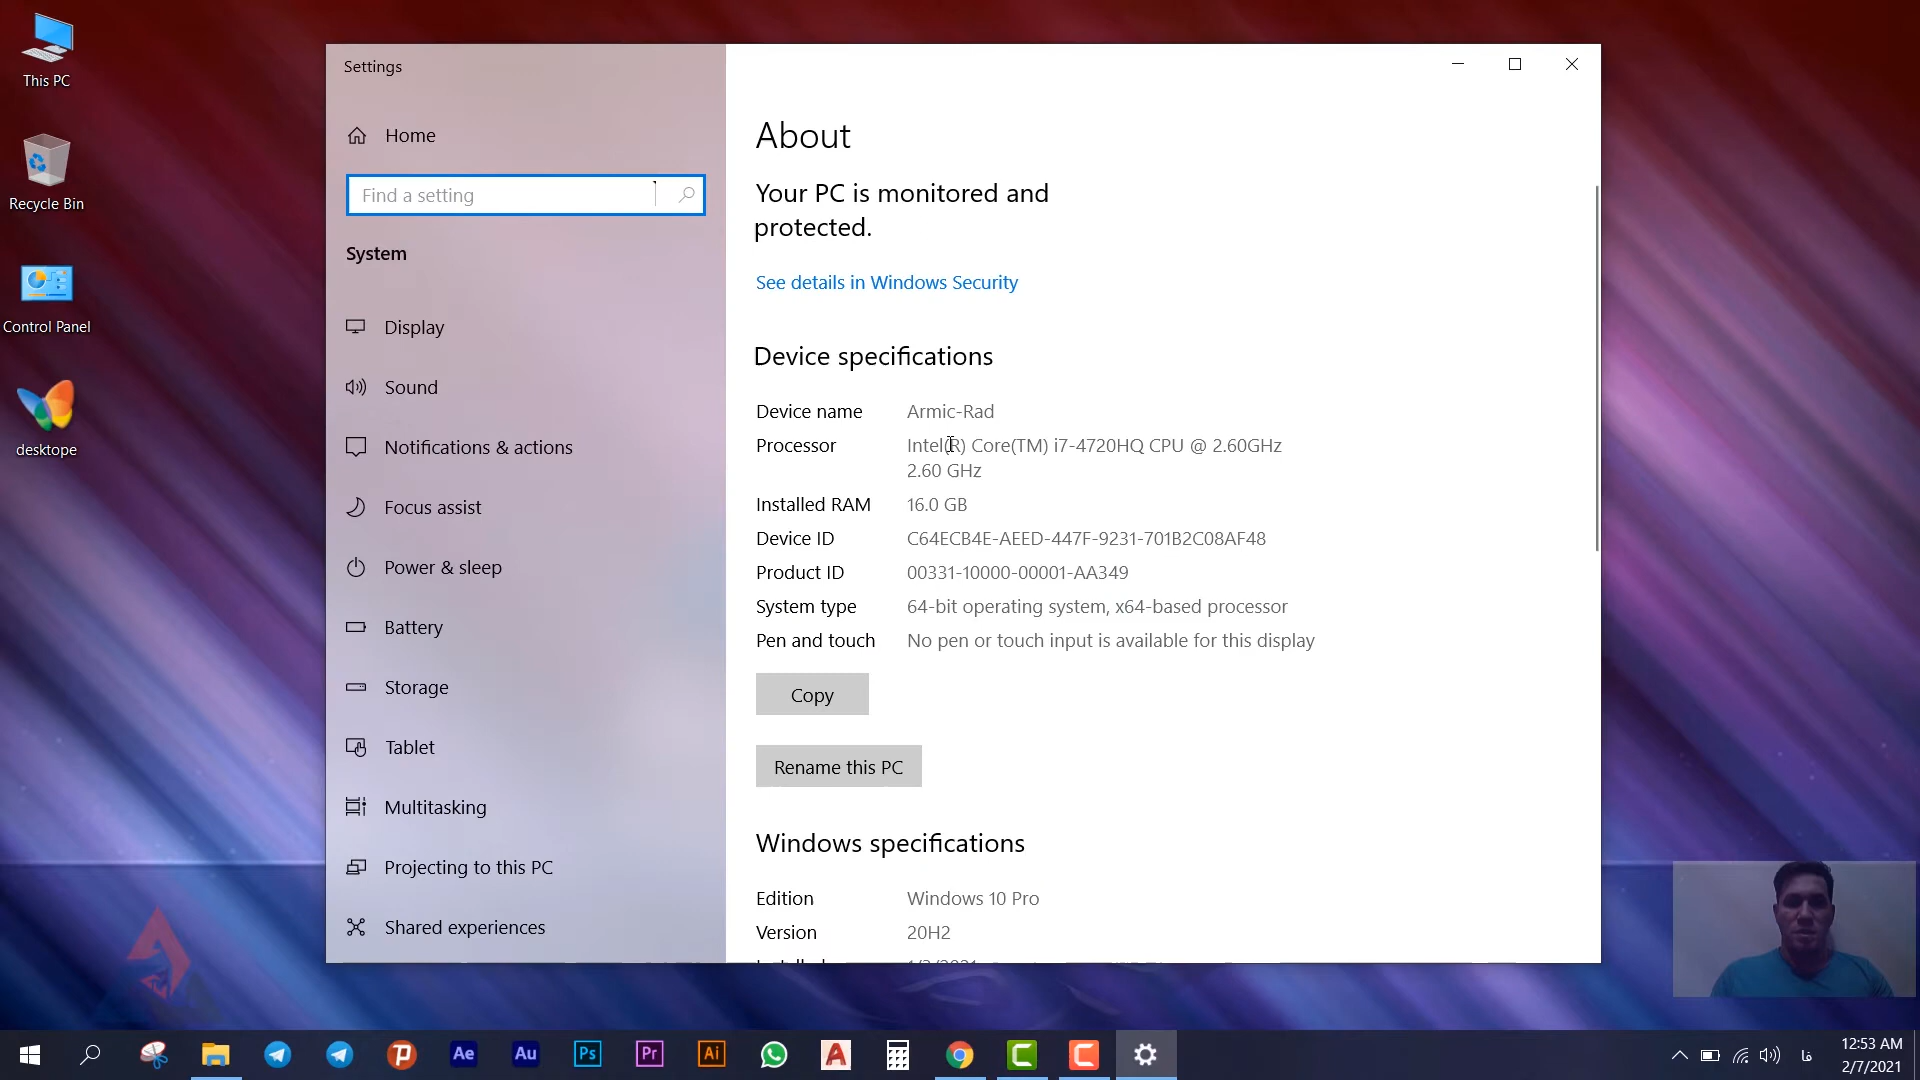 This PC
Recycle Bin
Control Panel
desktope
Settings
Home
Find a setting
System
Display
Sound
Notifications & actions
Focus assist
Power & sleep
Battery
Storage
Tablet
Multitasking
Projecting to this PC
Shared experiences
About
Your PC is monitored and
protected.
See details in Windows Security
Device specifications
Device name Armic-Rad
Processor Intel(R) Core(TM) i7-4720HQ CPU @ 2.60GHz
2.60 GHz
Installed RAM 16.0 GB
Device ID C64ECB4E-AEED-447F-9231-701B2C08AF48
Product ID 00331-10000-00001-AA349
System type 64-bit operating system, x64-based processor
Pen and touch No pen or touch input is available for this display
Copy
Rename this PC
Windows specifications
Edition Windows 10 Pro
Version 20H2
Ae Au Ps Pr Ai
فا
12:53 AM
2/7/2021